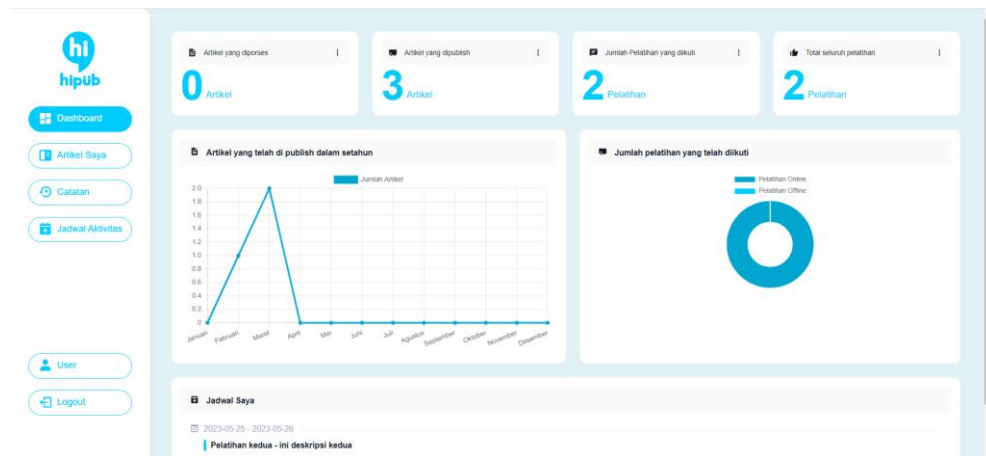 hi
hipub
Dashboard
Artikel Saya
Catatan
Jadwal Aktivitas
User
Logout
Artikel yang diporses
0 Artikel
Artikel yang dipublish
3 Artikel
Jumlah Pelatihan yang diikuti
2 Pelatihan
Total seluruh pelatihan
2 Pelatihan
Artikel yang telah di publish dalam setahun
Jumlah Artikel
2.0
1.8
1.6
1.4
1.2
1.0
0.8
0.6
0.4
0.2
0
Januari
Februari
Maret
April
Mei
Juni
Juli
Agustus
September
Oktober
November
Desember
Jumlah pelatihan yang telah diikuti
Pelatihan Online
Pelatihan Offline
Jadwal Saya
2023-05-25 - 2023-05-26
Pelatihan kedua - ini deskripsi kedua